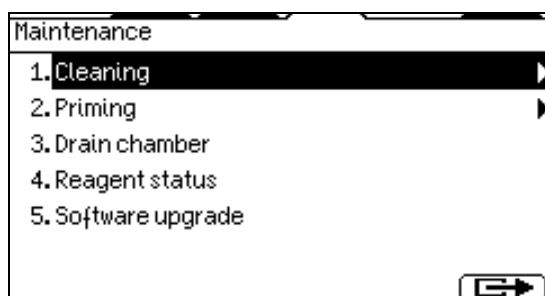 Maintenance
1. Cleaning
2. Priming
3. Drain chamber
4. Reagent status
5. Software upgrade